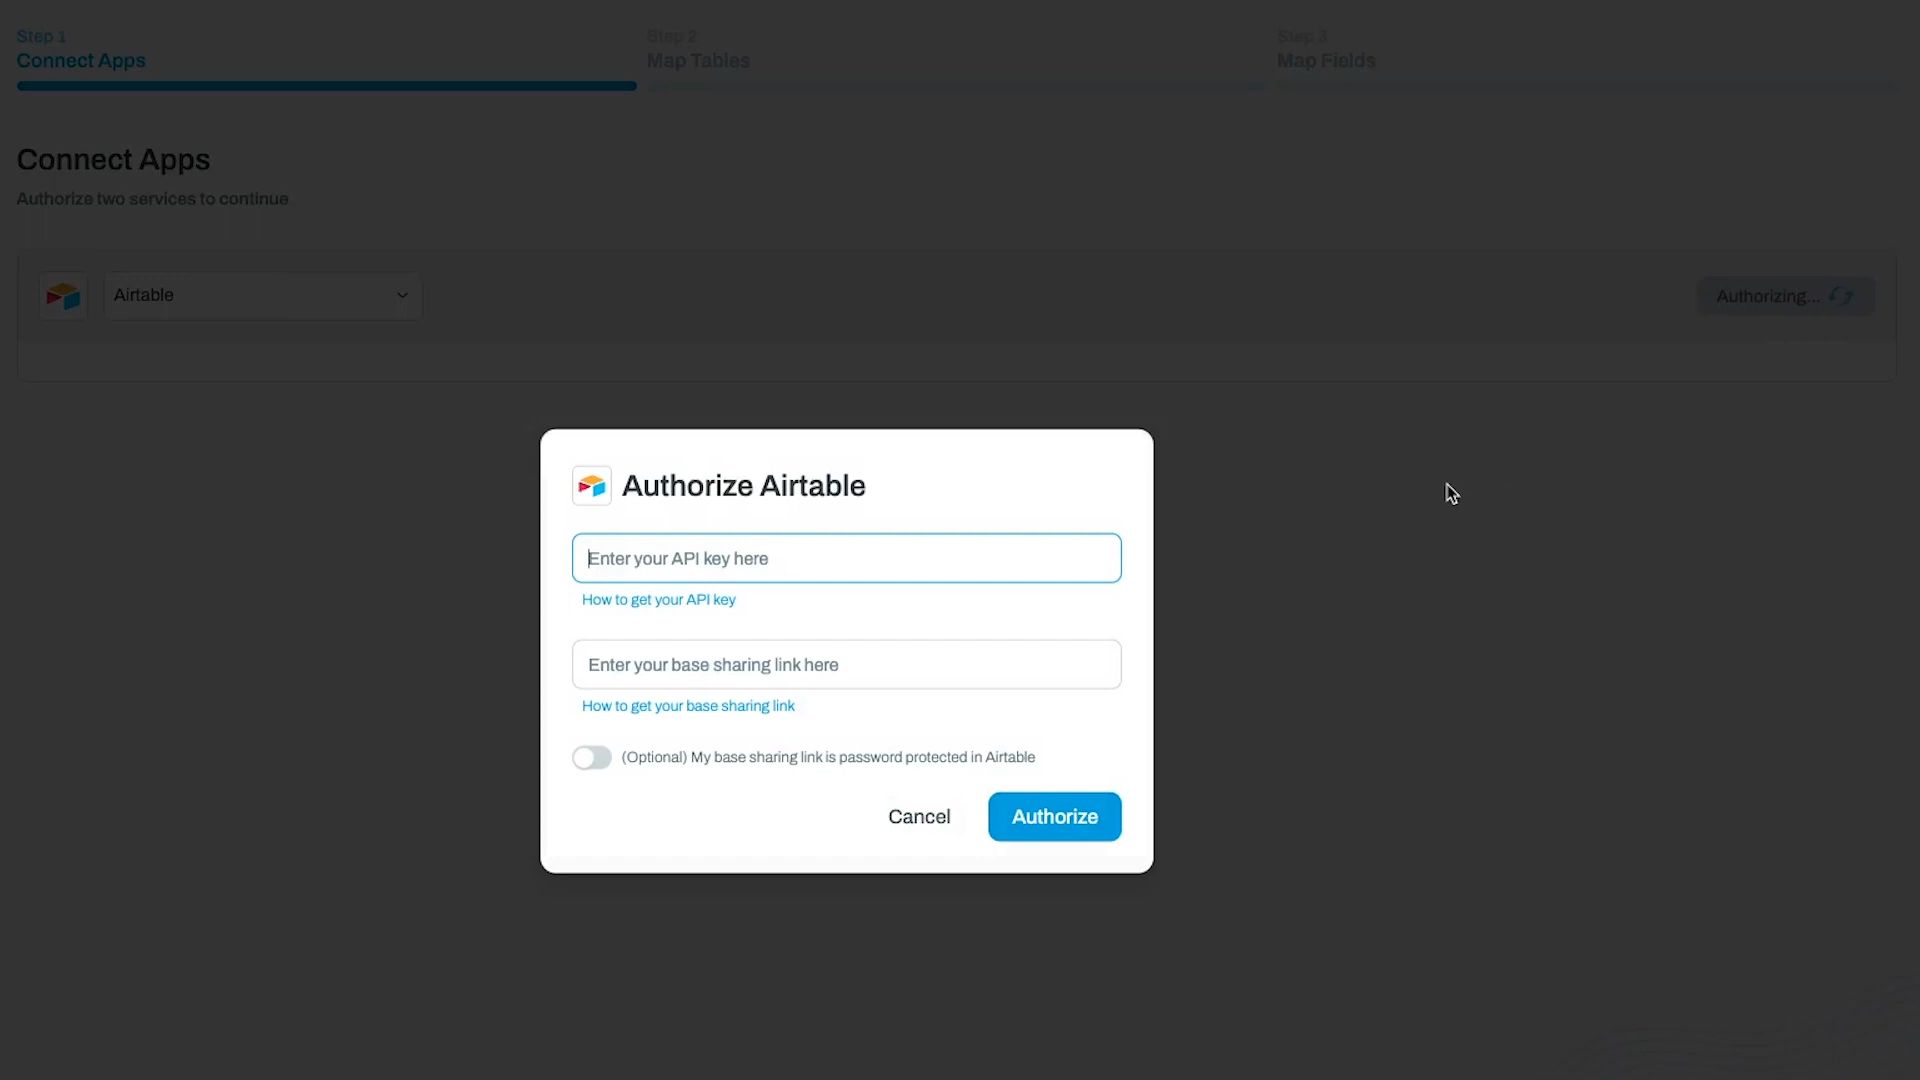 Step 1
Connect Apps
Step 2
Map Tables
Step 3
Map Fields
Connect Apps
Authorize two services to continue
Airtable
Authorizing...
Authorize Airtable
Enter your API key here
How to get your API key
Enter your base sharing link here
How to get your base sharing link
(Optional) My base sharing link is password protected in Airtable
Cancel
Authorize